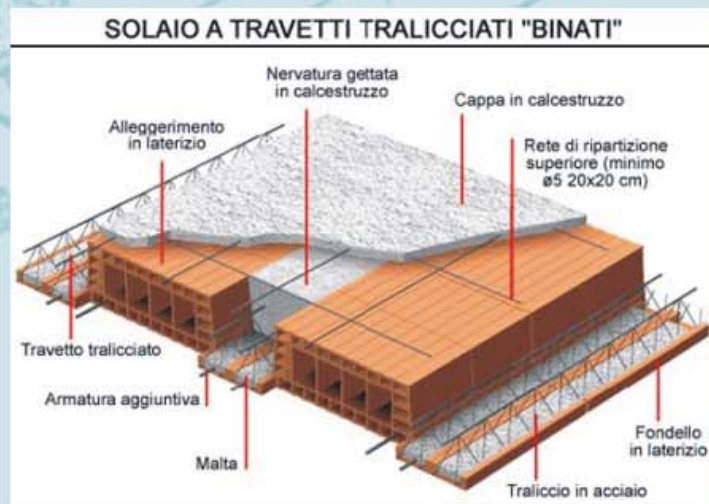 SOLAIO A TRAVETTI TRALICCIATI "BINATI"
Nervatura gettata
in calcestruzzo
Cappa in calcestruzzo
Alleggerimento
in laterizio
Rete di ripartizione
superiore (minimo
ø5 20x20 cm)
Travetto tralicciato
Armatura aggiuntiva
Malta
Fondello
in laterizio
Traliccio in acciaio